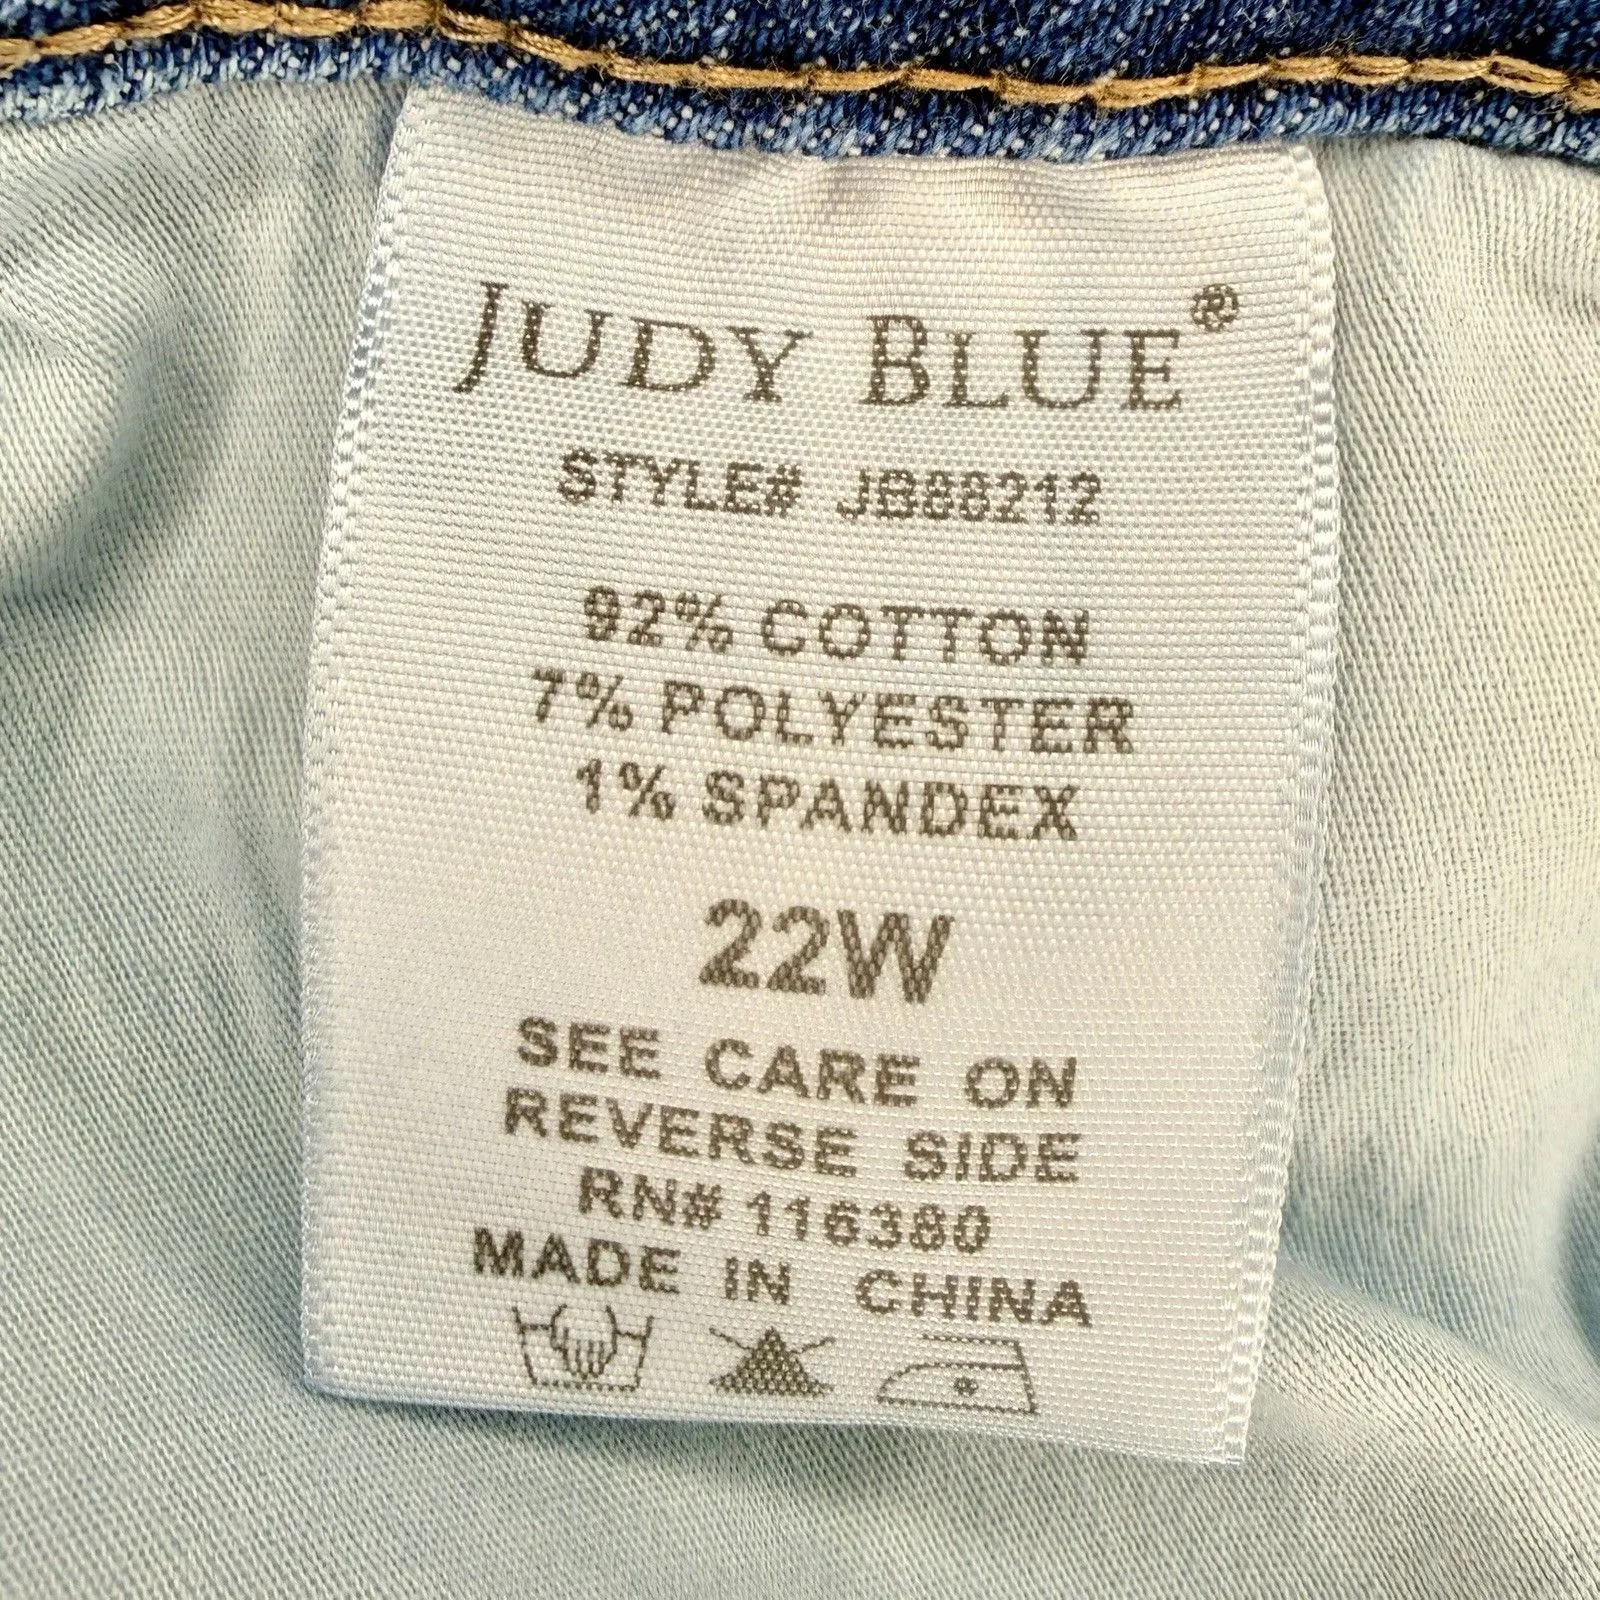 JUDY BLUE®
STYLE# JB88212
92% COTTON
7% POLYESTER
1% SPANDEX
22W
SEE CARE ON
REVERSE SIDE
RN# 116380
MADE IN CHINA